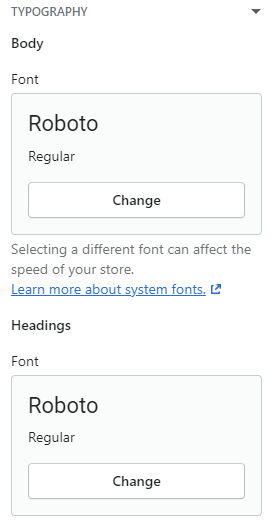 TYPOGRAPHY
Body
Font
Roboto
Regular
Change
Selecting a different font can affect the
speed of your store.
Learn more about system fonts.
Headings
Font
Roboto
Regular
Change